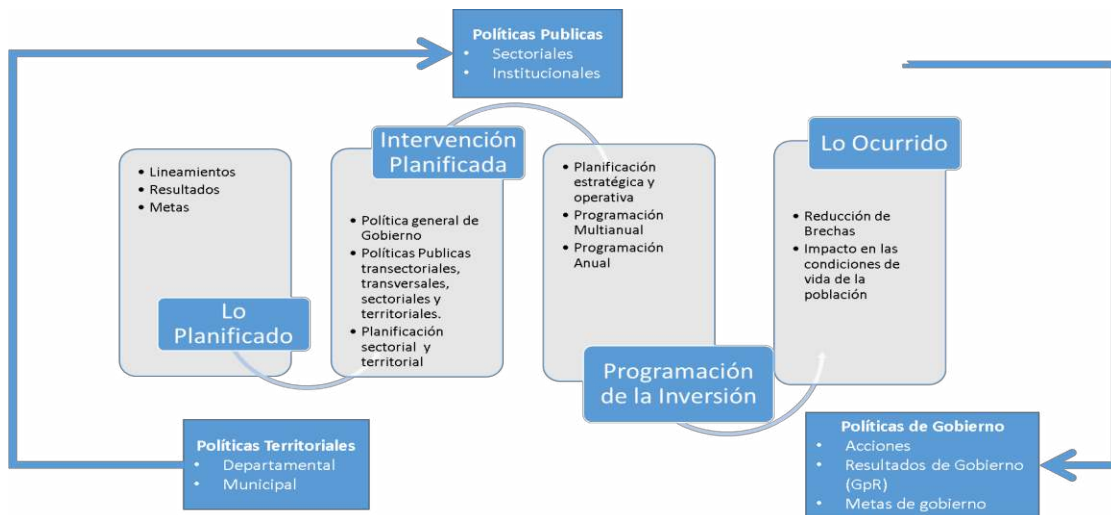 Políticas Publicas
• Sectoriales
• Institucionales
• Lineamientos
• Resultados
• Metas
Lo
Planificado
Intervención
Planificada
• Política general de
Gobierno
• Políticas Publicas
transectoriales,
transversales,
sectoriales y
territoriales.
• Planificación
sectorial y
territorial
• Planificación
estratégica y
operativa
• Programación
Multianual
• Programación
Anual
Programación
de la Inversión
Lo Ocurrido
• Reducción de
Brechas
• Impacto en las
condiciones de
vida de la
población
Políticas Territoriales
• Departamental
• Municipal
Políticas de Gobierno
• Acciones
• Resultados de Gobierno
(GpR)
• Metas de gobierno